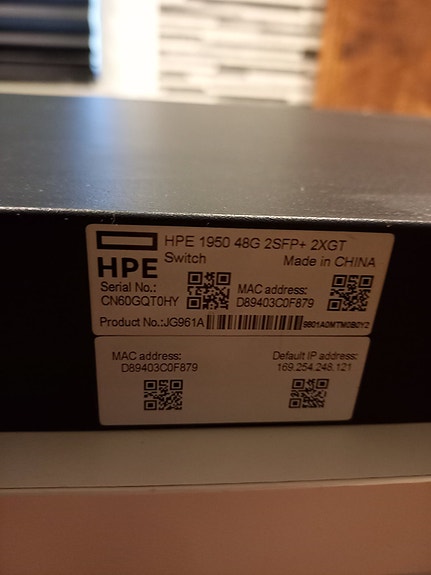 HPE 1950 48G 2SFP+ 2XGT
Switch
Made in CHINA
HPE
Serial No.:
CN60GQT0HY
MAC address:
D89403C0F879
Product No.:JG961A
9801A0MTM0B0Y2
MAC address:
D89403C0F879
Default IP address:
169.254.248.121